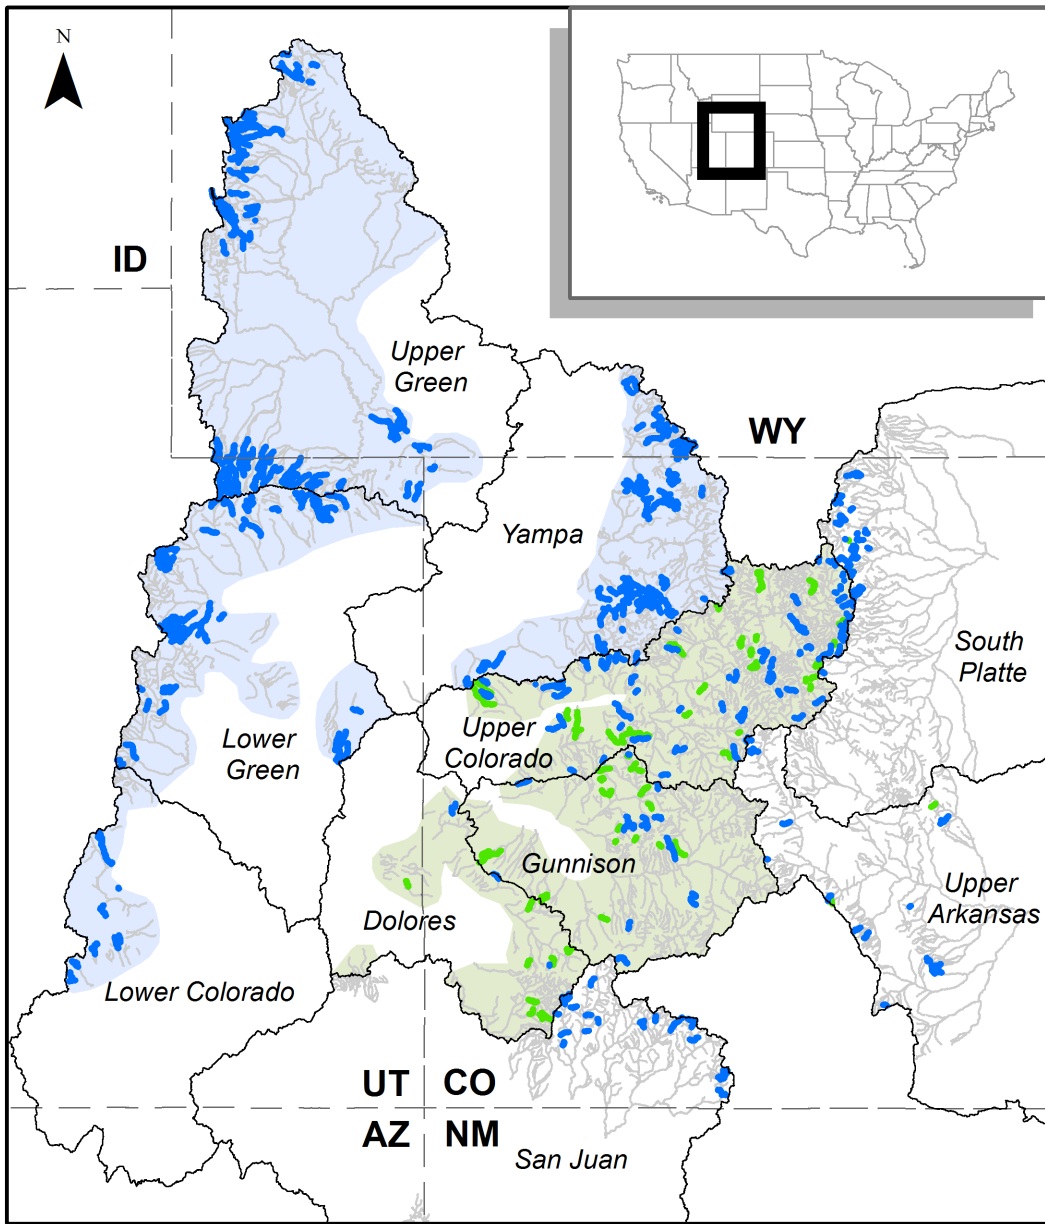 N
ID
Upper
Green
WY
Yampa
South
Platte
Upper
Colorado
Lower
Green
Gunnison
Upper
Arkansas
Dolores
Lower Colorado
UT CO
AZ NM
San Juan